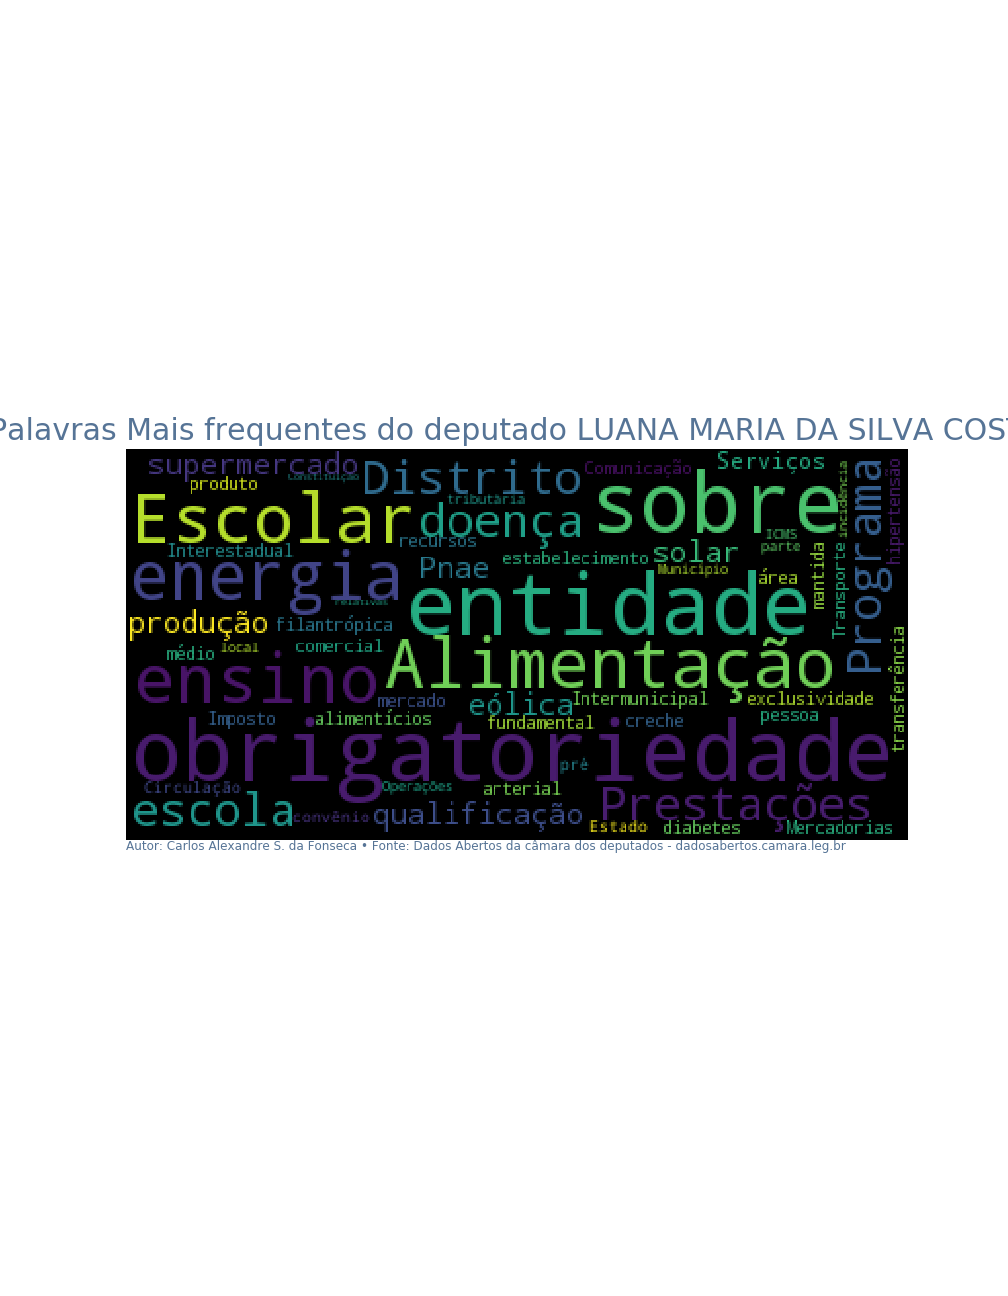 Palavras Mais frequentes do deputado LUANA MARIA DA SILVA COS
supermercado
Constituição
Distrito
Comunicação
Serviços
produto
tributária
Escolar
doença
sobre
incidência
Programa
hipertensão
recursos
Interestadual
ICMS
parte
estabelecimento
solar
energia
Pnae
Município
área
mantida
Transporte
relativas
entidade
produção
filantrópica
local
comercial
médio
Alimentação
ensino
transferência
mercado
eólica
Intermunicipal
exclusividade
Imposto
alimentícios
fundamental
creche
pessoa
obrigatoriedade
pré
Circulação
Operações
arterial
escola
convênio
qualificação
Prestações
Estado
diabetes
Mercadorias
Autor: Carlos Alexandre S. da Fonseca • Fonte: Dados Abertos da câmara dos deputados - dadosabertos.camara.leg.br